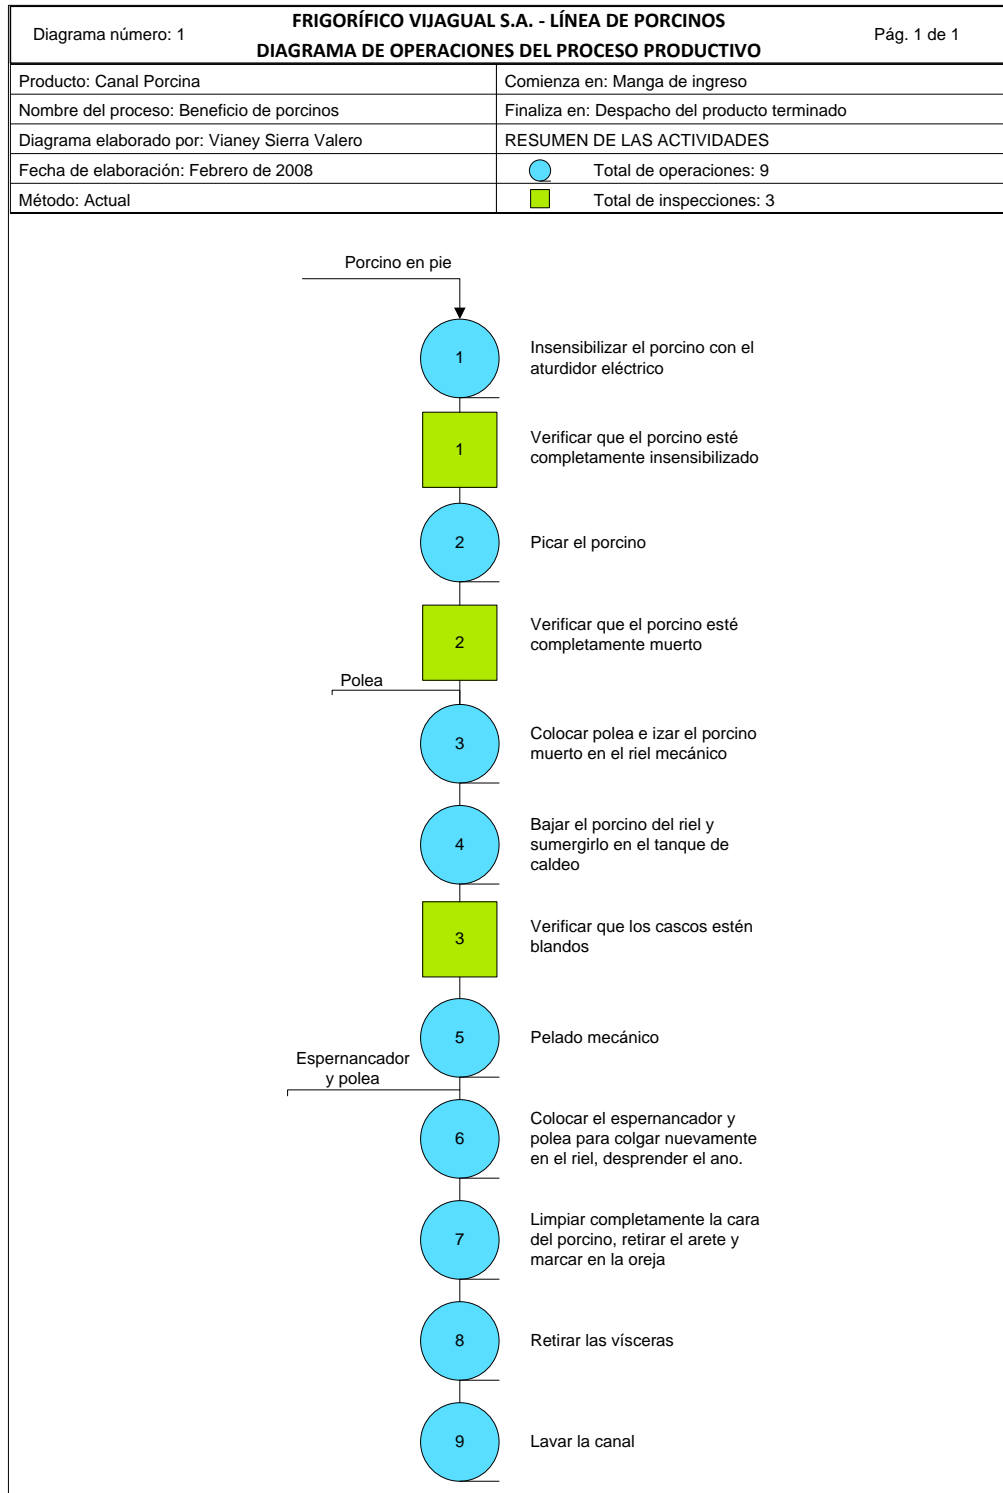 Diagrama número: 1
FRIGORÍFICO VIJAGUAL S.A. - LÍNEA DE PORCINOS
DIAGRAMA DE OPERACIONES DEL PROCESO PRODUCTIVO
Pág. 1 de 1
Producto: Canal Porcina
Comienza en: Manga de ingreso
Nombre del proceso: Beneficio de porcinos
Finaliza en: Despacho del producto terminado
Diagrama elaborado por: Vianey Sierra Valero
RESUMEN DE LAS ACTIVIDADES
Fecha de elaboración: Febrero de 2008
Total de operaciones: 9
Método: Actual
Total de inspecciones: 3
Porcino en pie
1
Insensibilizar el porcino con el
aturdidor eléctrico
1
Verificar que el porcino esté
completamente insensibilizado
2
Picar el porcino
2
Verificar que el porcino esté
completamente muerto
Polea
3
Colocar polea e izar el porcino
muerto en el riel mecánico
4
Bajar el porcino del riel y
sumergirlo en el tanque de
caldeo
3
Verificar que los cascos estén
blandos
5
Pelado mecánico
Espernancador
y polea
6
Colocar el espernancador y
polea para colgar nuevamente
en el riel, desprender el ano.
7
Limpiar completamente la cara
del porcino, retirar el arete y
marcar en la oreja
8
Retirar las vísceras
9
Lavar la canal